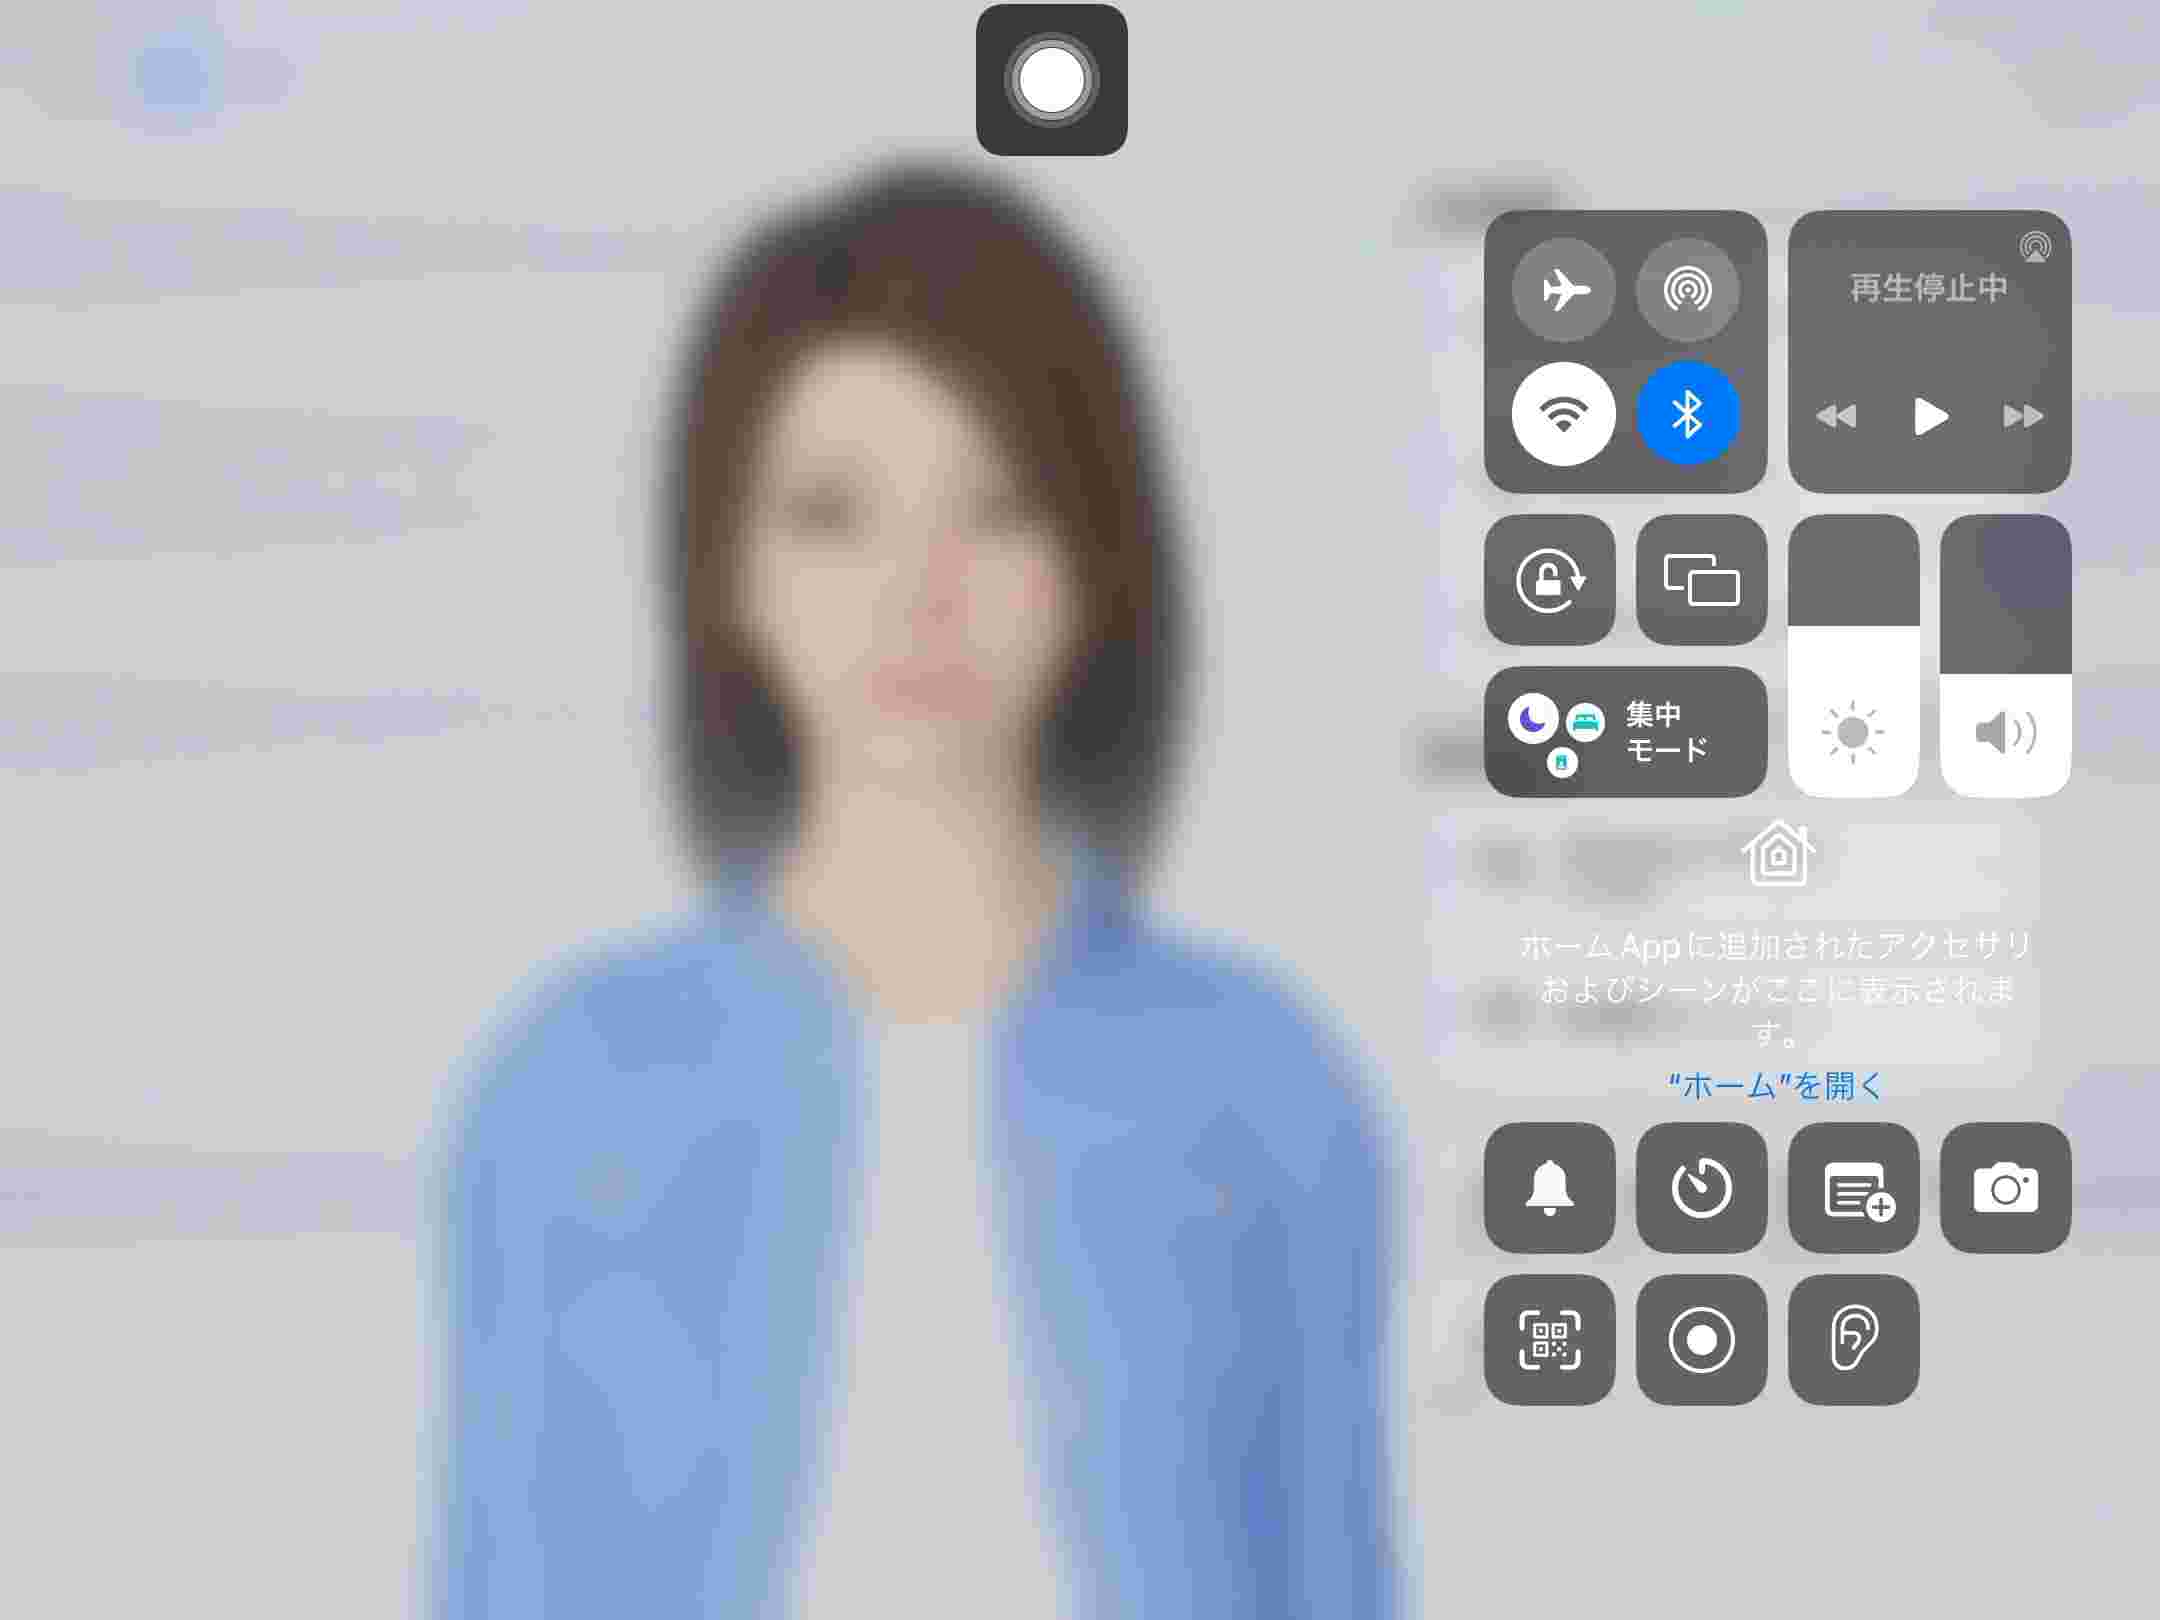 再生停止中
集中
モード
ホーム Appに追加されたアクセサリ
およびシーンがここに表示されま
す。
“ホーム”を開く